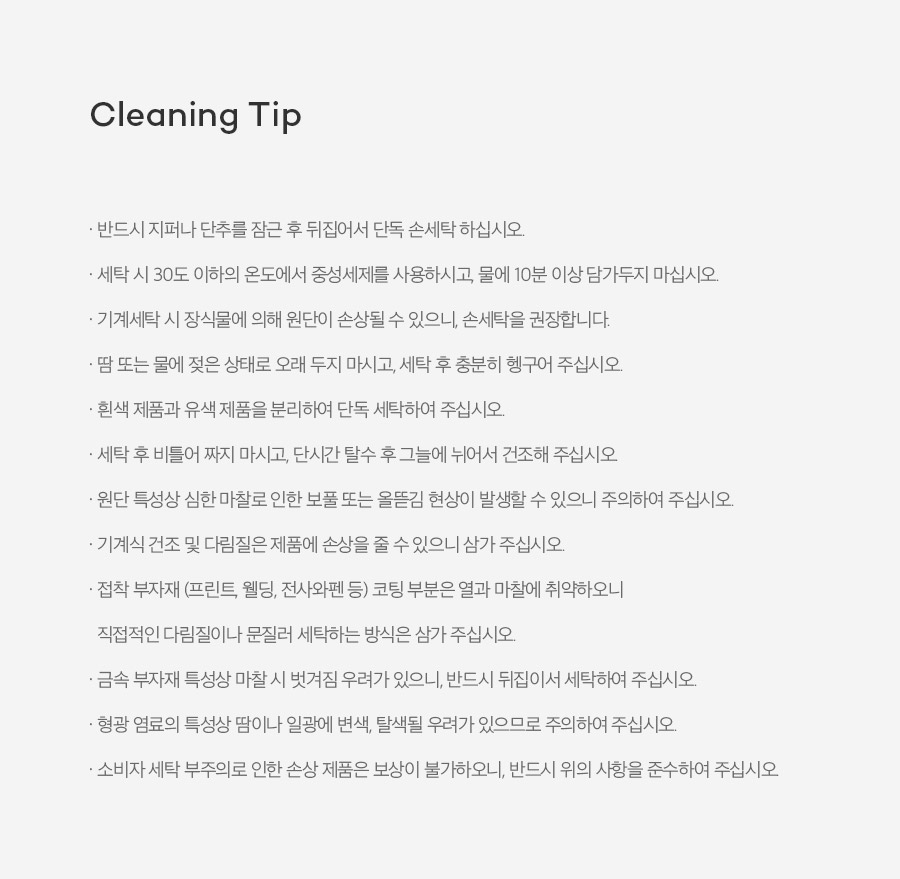 Cleaning Tip
· 반드시 지퍼나 단추를 잠근 후 뒤집어서 단독 손세탁 하십시오.
· 세탁 시 30도 이하의 온도에서 중성세제를 사용하시고, 물에 10분 이상 담가두지 마십시오.
· 기계세탁 시 장식물에 의해 원단이 손상될 수 있으니, 손세탁을 권장합니다.
· 땀 또는 물에 젖은 상태로 오래 두지 마시고, 세탁 후 충분히 헹구어 주십시오.
· 흰색 제품과 유색 제품을 분리하여 단독 세탁하여 주십시오.
· 세탁 후 비틀어 짜지 마시고, 단시간 탈수 후 그늘에 뉘어서 건조해 주십시오.
· 원단 특성상 심한 마찰로 인한 보풀 또는 올뜯김 현상이 발생할 수 있으니 주의하여 주십시오.
· 기계식 건조 및 다림질은 제품에 손상을 줄 수 있으니 삼가 주십시오.
· 접착 부자재 (프린트, 웰딩, 전사와펜 등) 코팅 부분은 열과 마찰에 취약하오니
직접적인 다림질이나 문질러 세탁하는 방식은 삼가 주십시오.
· 금속 부자재 특성상 마찰 시 벗겨짐 우려가 있으니, 반드시 뒤집이서 세탁하여 주십시오.
· 형광 염료의 특성상 땀이나 일광에 변색, 탈색될 우려가 있으므로 주의하여 주십시오.
· 소비자 세탁 부주의로 인한 손상 제품은 보상이 불가하오니, 반드시 위의 사항을 준수하여 주십시오.